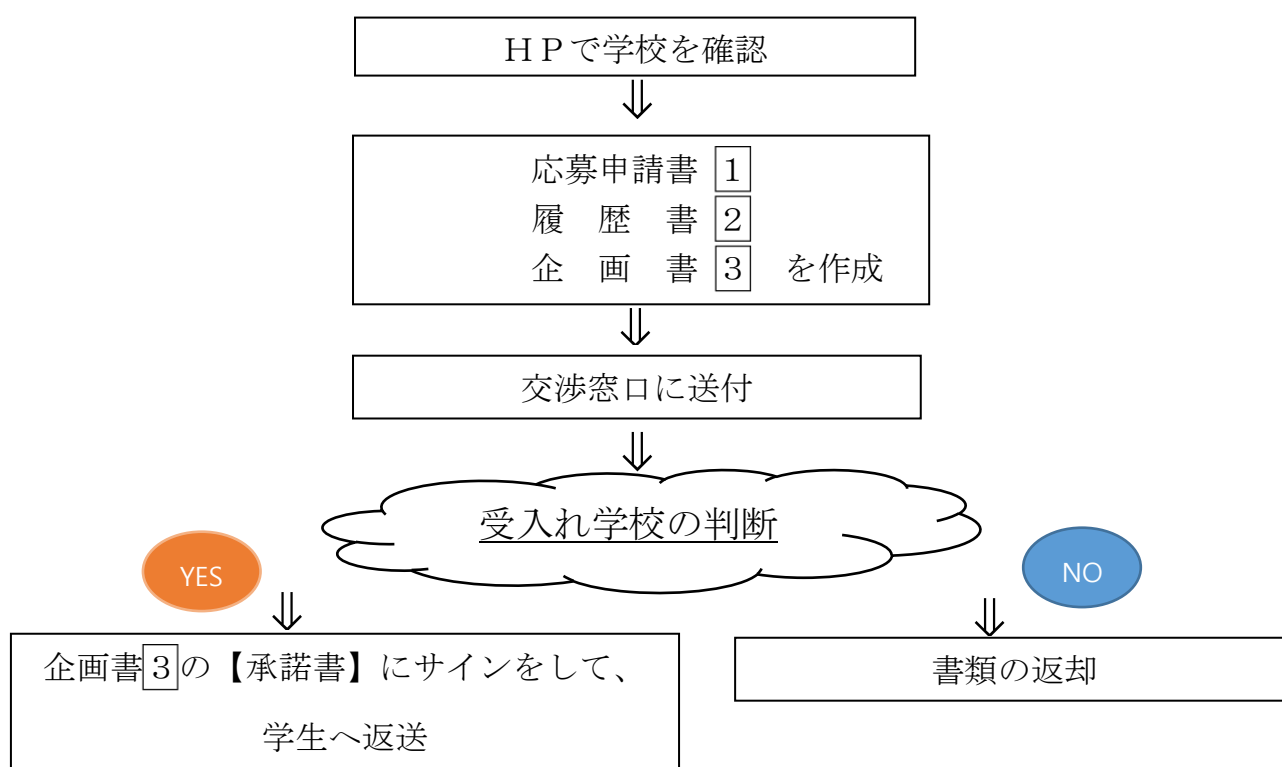 ＨＰで学校を確認
⇓
応募申請書 1
履　歴　書 2
企　画　書 3　を作成
⇓
交渉窓口に送付
⇓
受入れ学校の判断
YES
NO
⇓
⇓
企画書3の【承諾書】にサインをして、
学生へ返送
書類の返却